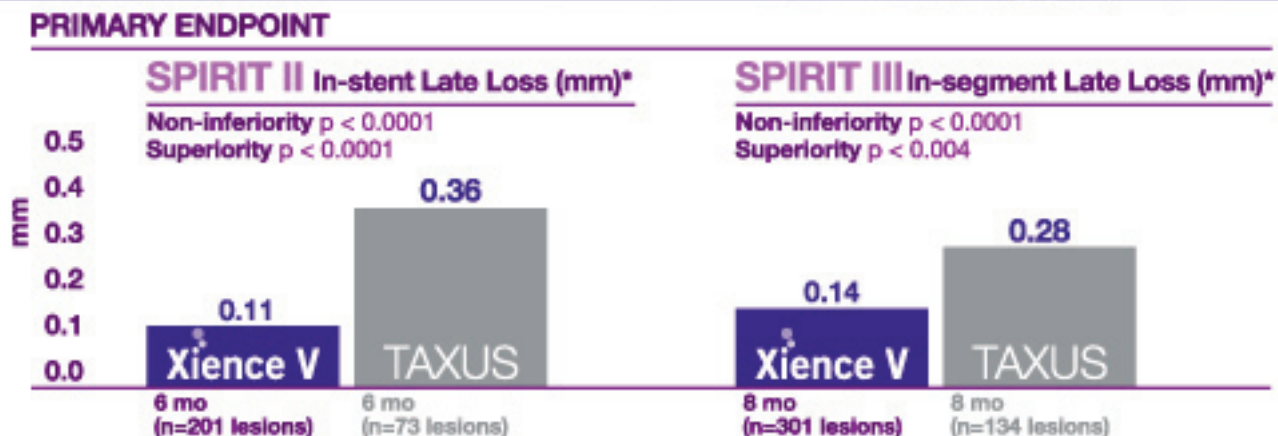 PRIMARY ENDPOINT
SPIRIT II In-stent Late Loss (mm)*
Non-inferiority p < 0.0001
Superiority p < 0.0001
SPIRIT III In-segment Late Loss (mm)*
Non-inferiority p < 0.0001
Superiority p < 0.004
mm
0.5
0.4
0.3
0.2
0.1
0.0
0.11
0.36
Xience V
TAXUS
6 mo
(n=201 lesions)
6 mo
(n=73 lesions)
0.14
0.28
Xience V
TAXUS
8 mo
(n=301 lesions)
8 mo
(n=134 lesions)